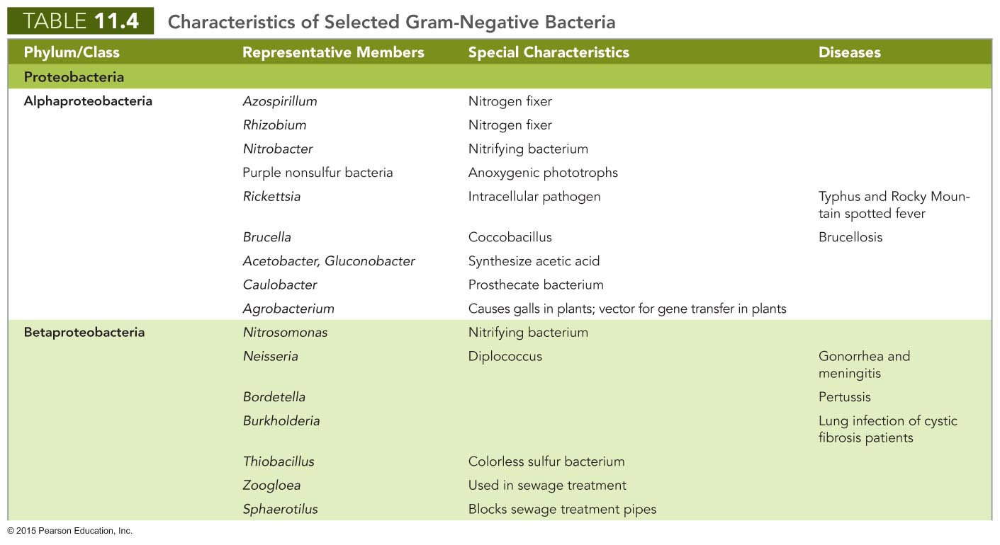 TABLE 11.4 Characteristics of Selected Gram-Negative Bacteria
Phylum/Class Representative Members Special Characteristics Diseases
Proteobacteria
Alphaproteobacteria Azospirillum Nitrogen fixer
Rhizobium Nitrogen fixer
Nitrobacter Nitrifying bacterium
Purple nonsulfur bacteria Anoxygenic phototrophs
Rickettsia Intracellular pathogen Typhus and Rocky Moun-
tain spotted fever
Brucella Coccobacillus Brucellosis
Acetobacter, Gluconobacter Synthesize acetic acid
Caulobacter Prosthecate bacterium
Agrobacterium Causes galls in plants; vector for gene transfer in plants
Betaproteobacteria Nitrosomonas Nitrifying bacterium
Neisseria Diplococcus Gonorrhea and
meningitis
Bordetella Pertussis
Burkholderia Lung infection of cystic
fibrosis patients
Thiobacillus Colorless sulfur bacterium
Zoogloea Used in sewage treatment
Sphaerotilus Blocks sewage treatment pipes
© 2015 Pearson Education, Inc.